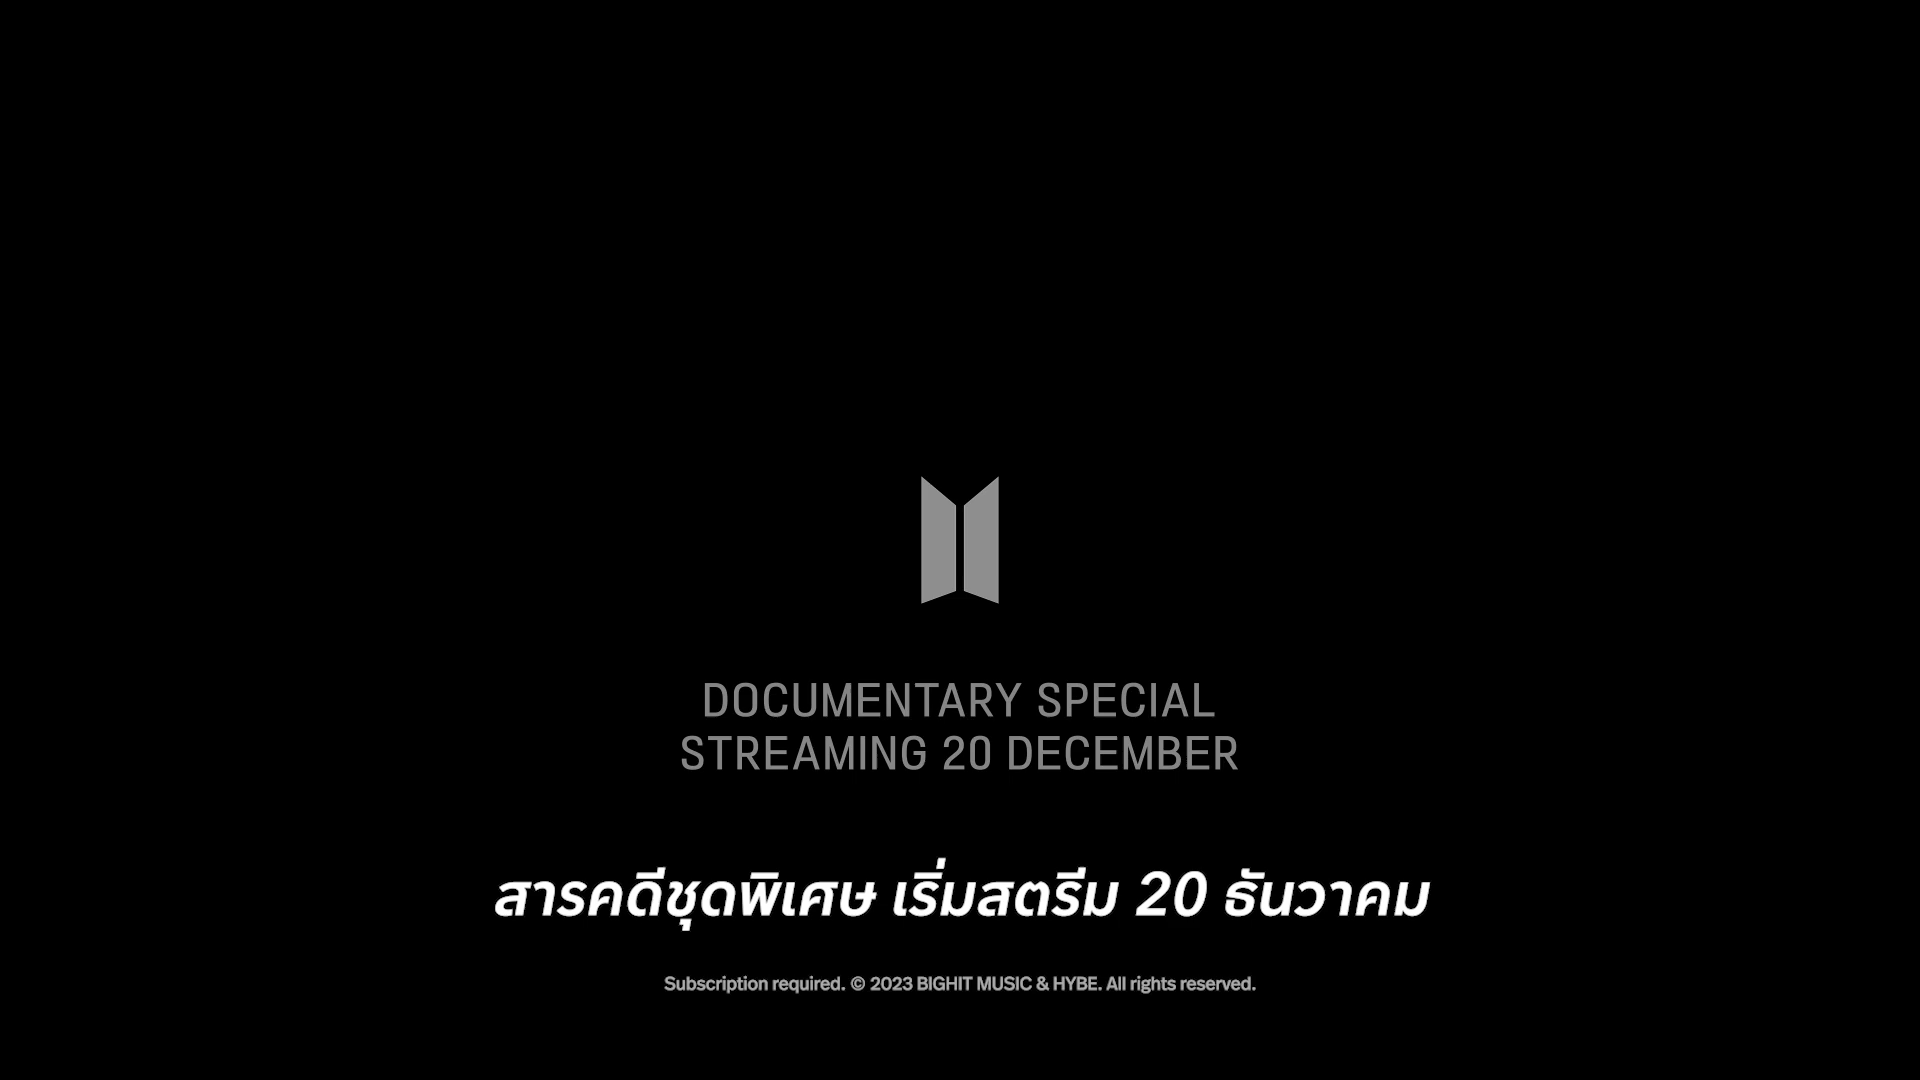 DOCUMENTARY SPECIAL
STREAMING 20 DECEMBER
สารคดีชุดพิเศษ เริ่มสตรีม 20 ธันวาคม
Subscription required. © 2023 BIGHIT MUSIC & HYBE. All rights reserved.